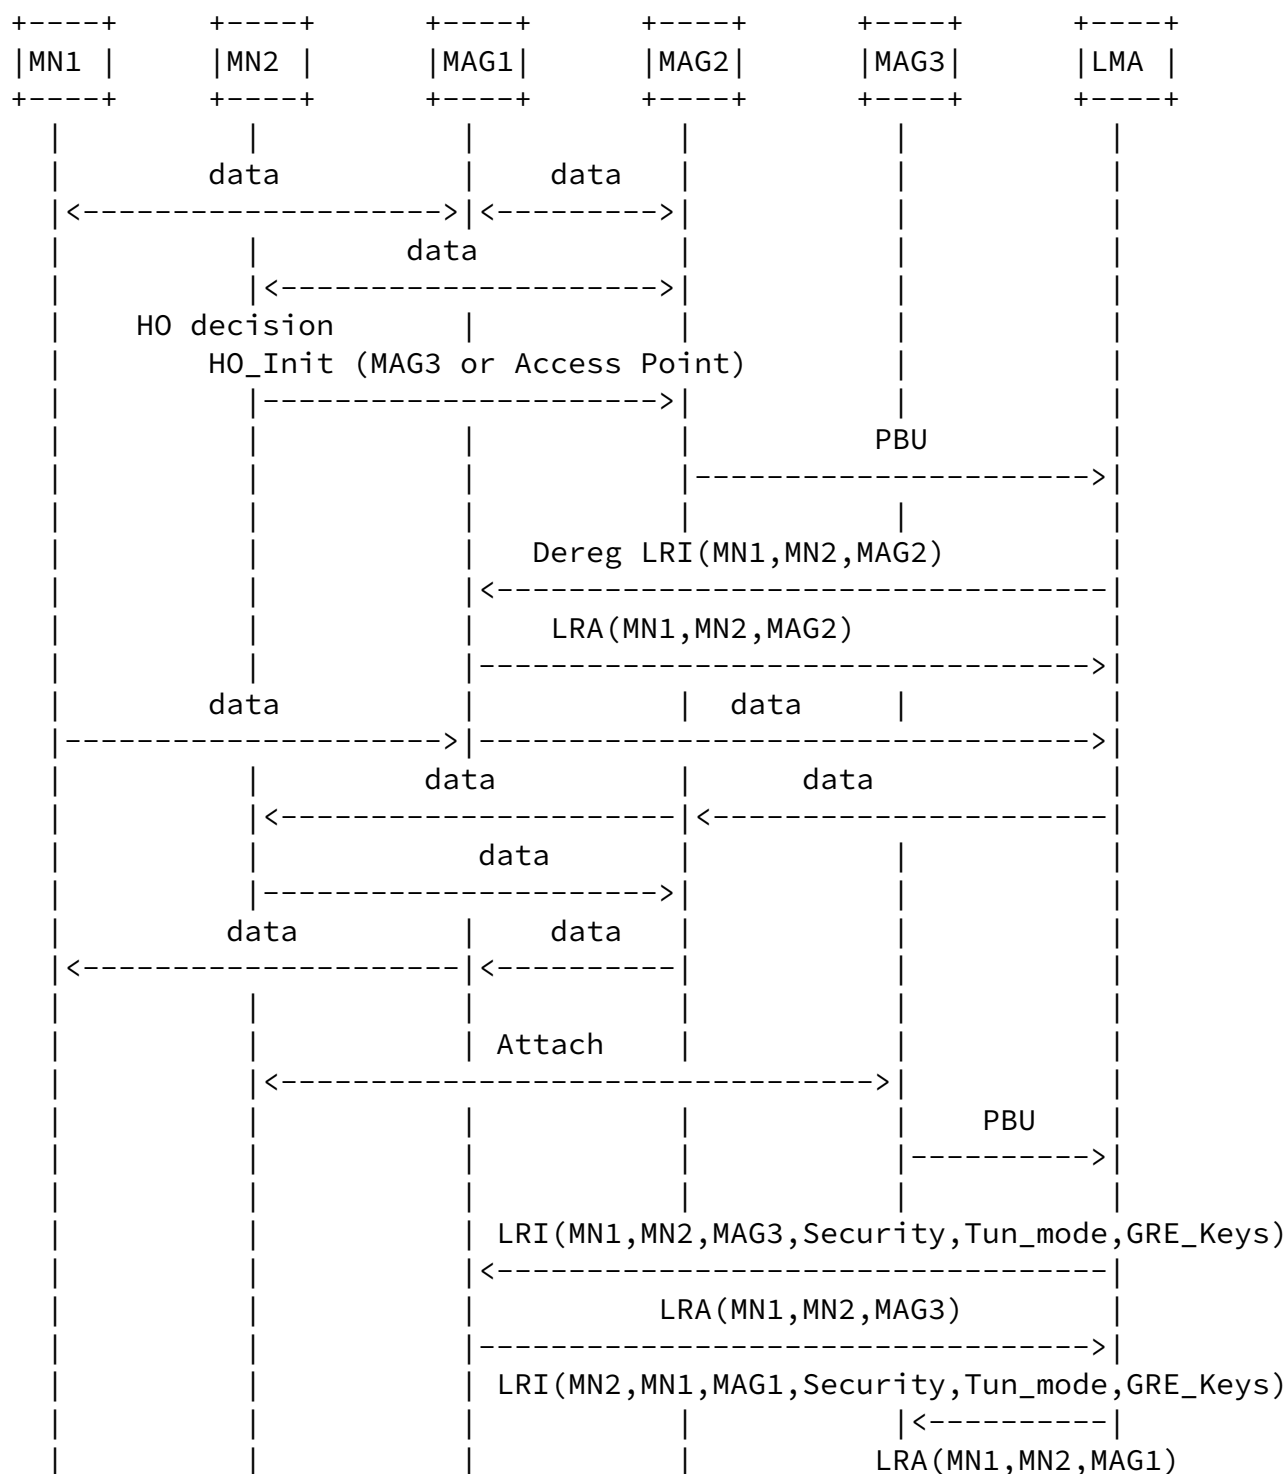 +----+ +----+ +----+ +----+ +----+ +----+
|MN1 | |MN2 | |MAG1| |MAG2| |MAG3| |LMA |
+----+ +----+ +----+ +----+ +----+ +----+
data data
data
HO decision
HO_Init (MAG3 or Access Point)
PBU
Dereg LRI(MN1,MN2,MAG2)
LRA(MN1,MN2,MAG2)
data data
data data
data
data data
Attach
PBU
LRI(MN1,MN2,MAG3,Security,Tun_mode,GRE_Keys)
LRA(MN1,MN2,MAG3)
LRI(MN2,MN1,MAG1,Security,Tun_mode,GRE_Keys)
LRA(MN1,MN2,MAG1)